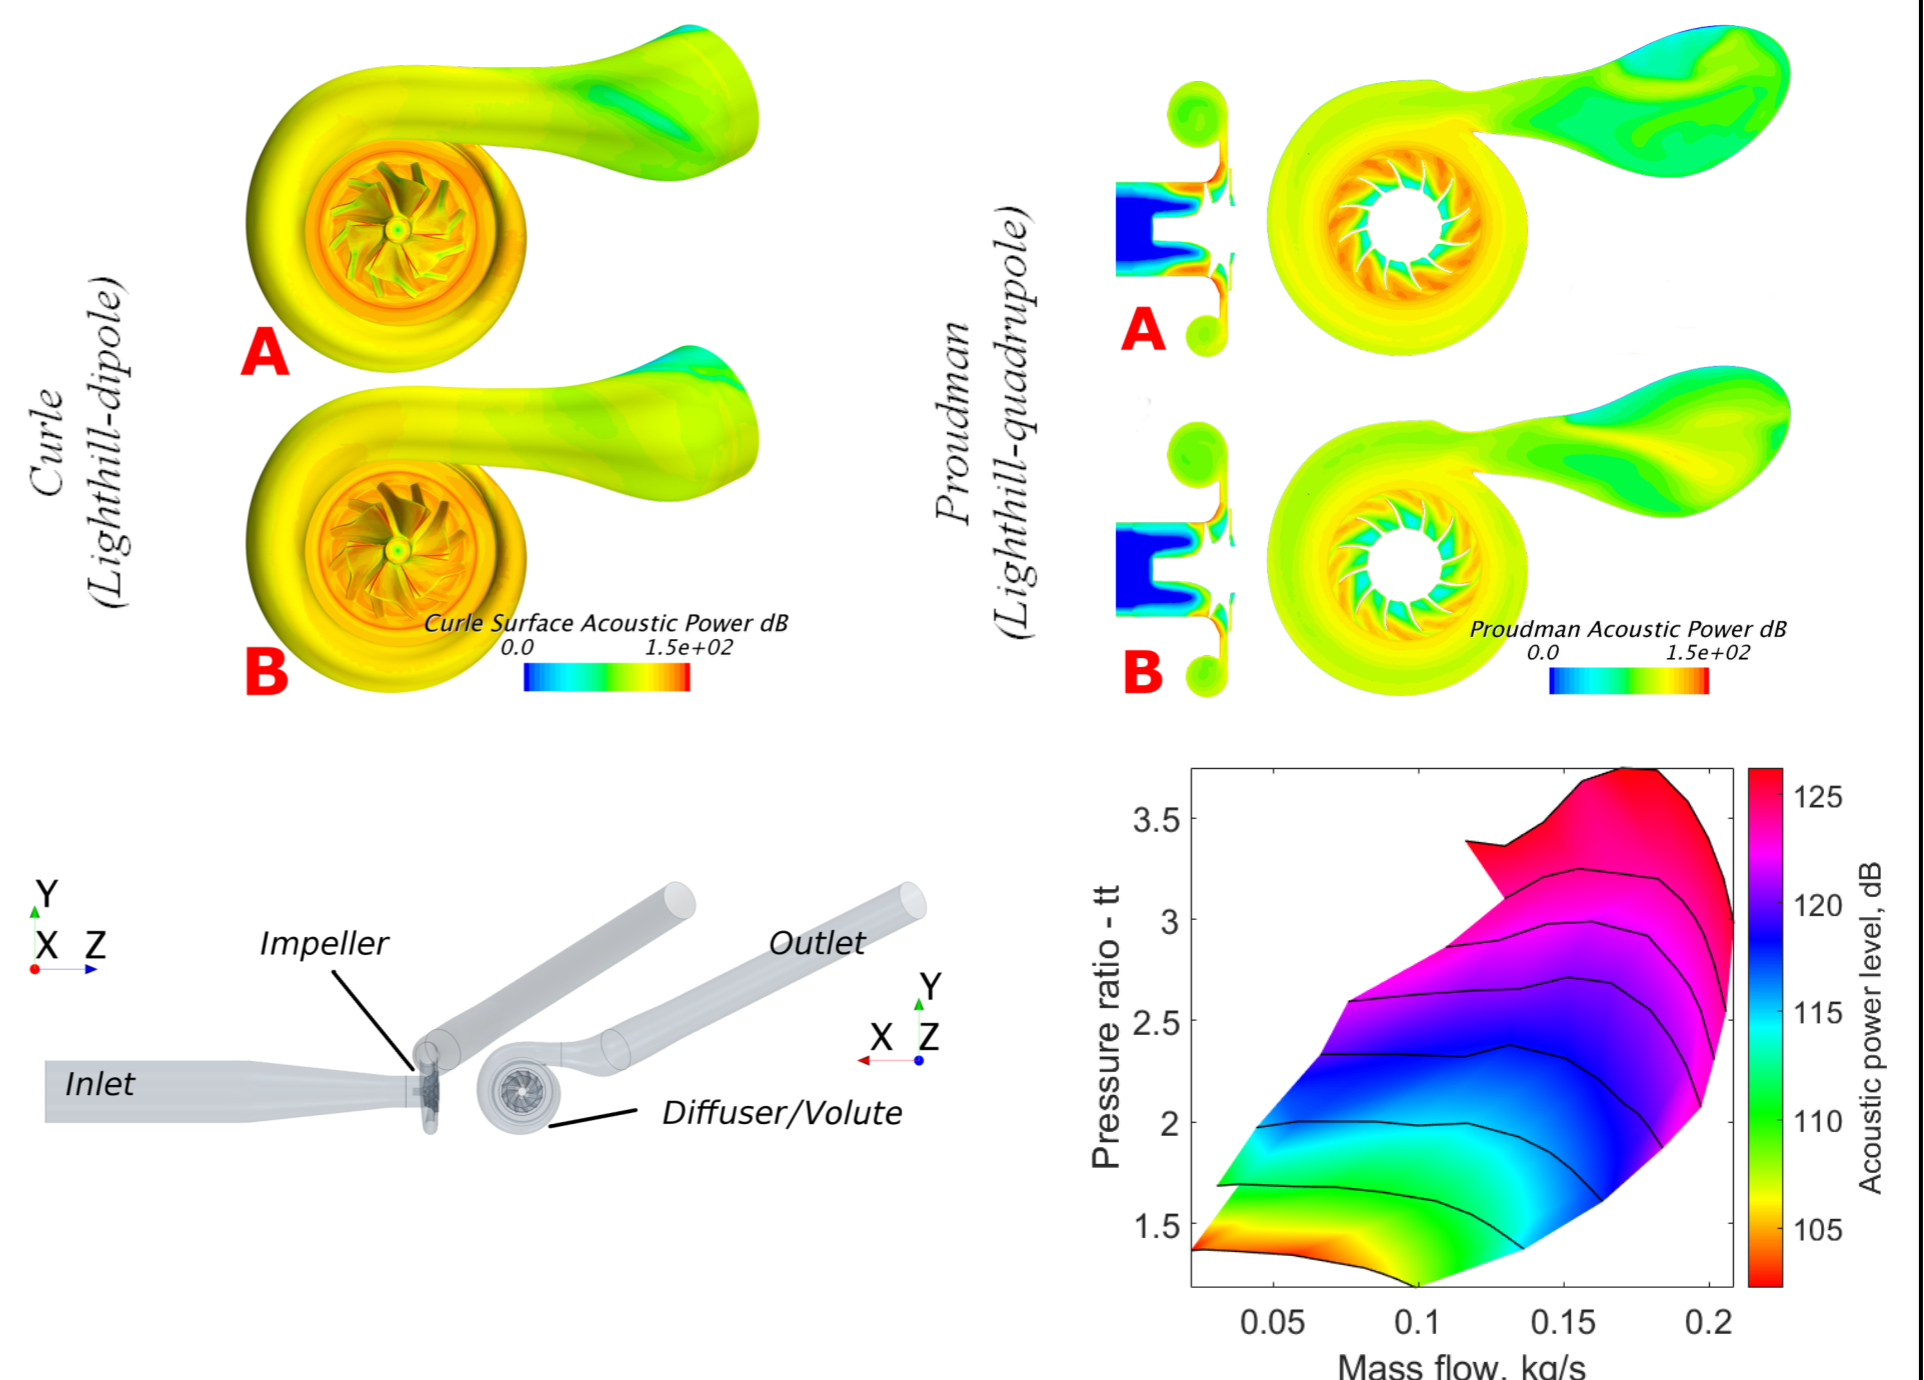 Curle
(Lighthill-dipole)
A
B
Curle Surface Acoustic Power dB
0.0 1.5e+02
Proudman
(Lighthill-quadrupole)
A
B
Proudman Acoustic Power dB
0.0 1.5e+02
Y
X Z
Impeller
Inlet
Outlet
Diffuser/Volute
Y
X Z
Pressure ratio - tt
3.5
3
2.5
2
1.5
0.05 0.1 0.15 0.2
Mass flow, kg/s
125
120
115
110
105
Acoustic power level, dB